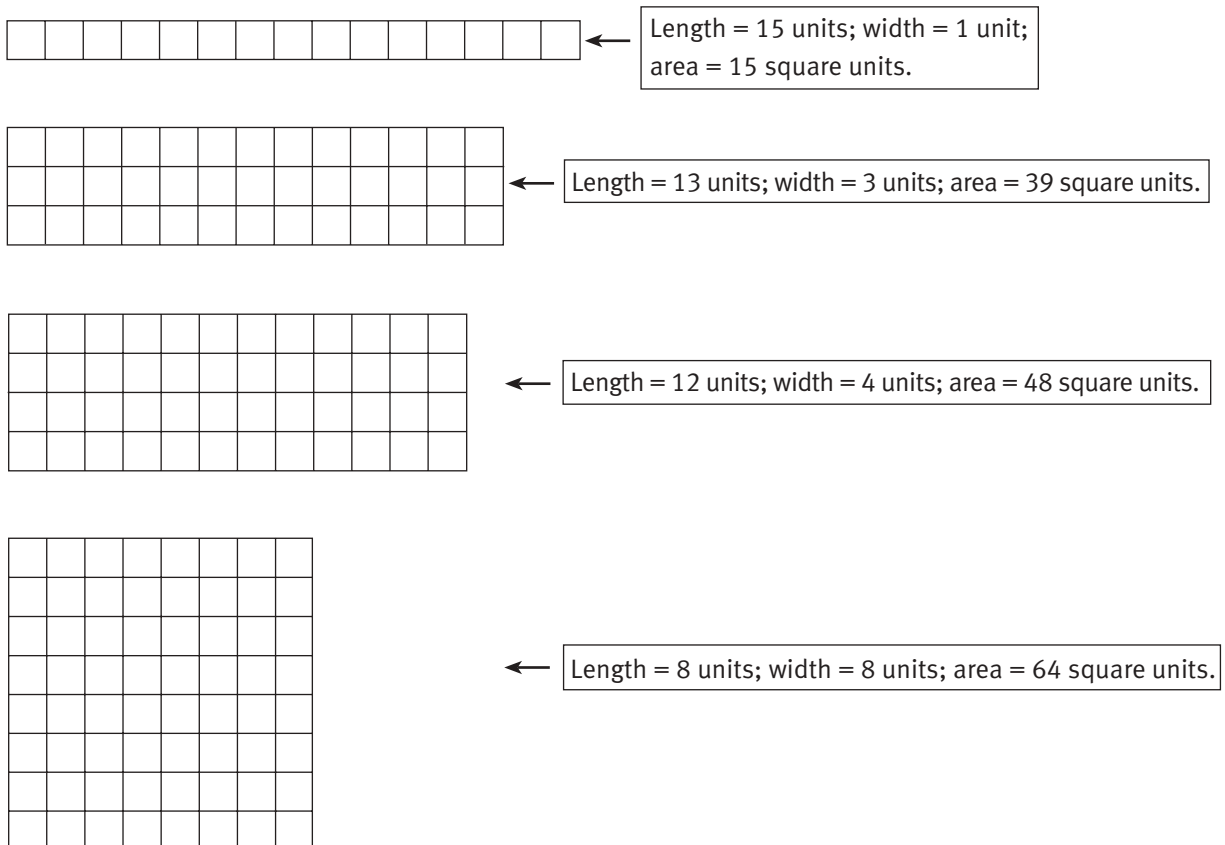 Length = 15 units; width = 1 unit;
area = 15 square units.
Length = 13 units; width = 3 units; area = 39 square units.
Length = 12 units; width = 4 units; area = 48 square units.
Length = 8 units; width = 8 units; area = 64 square units.